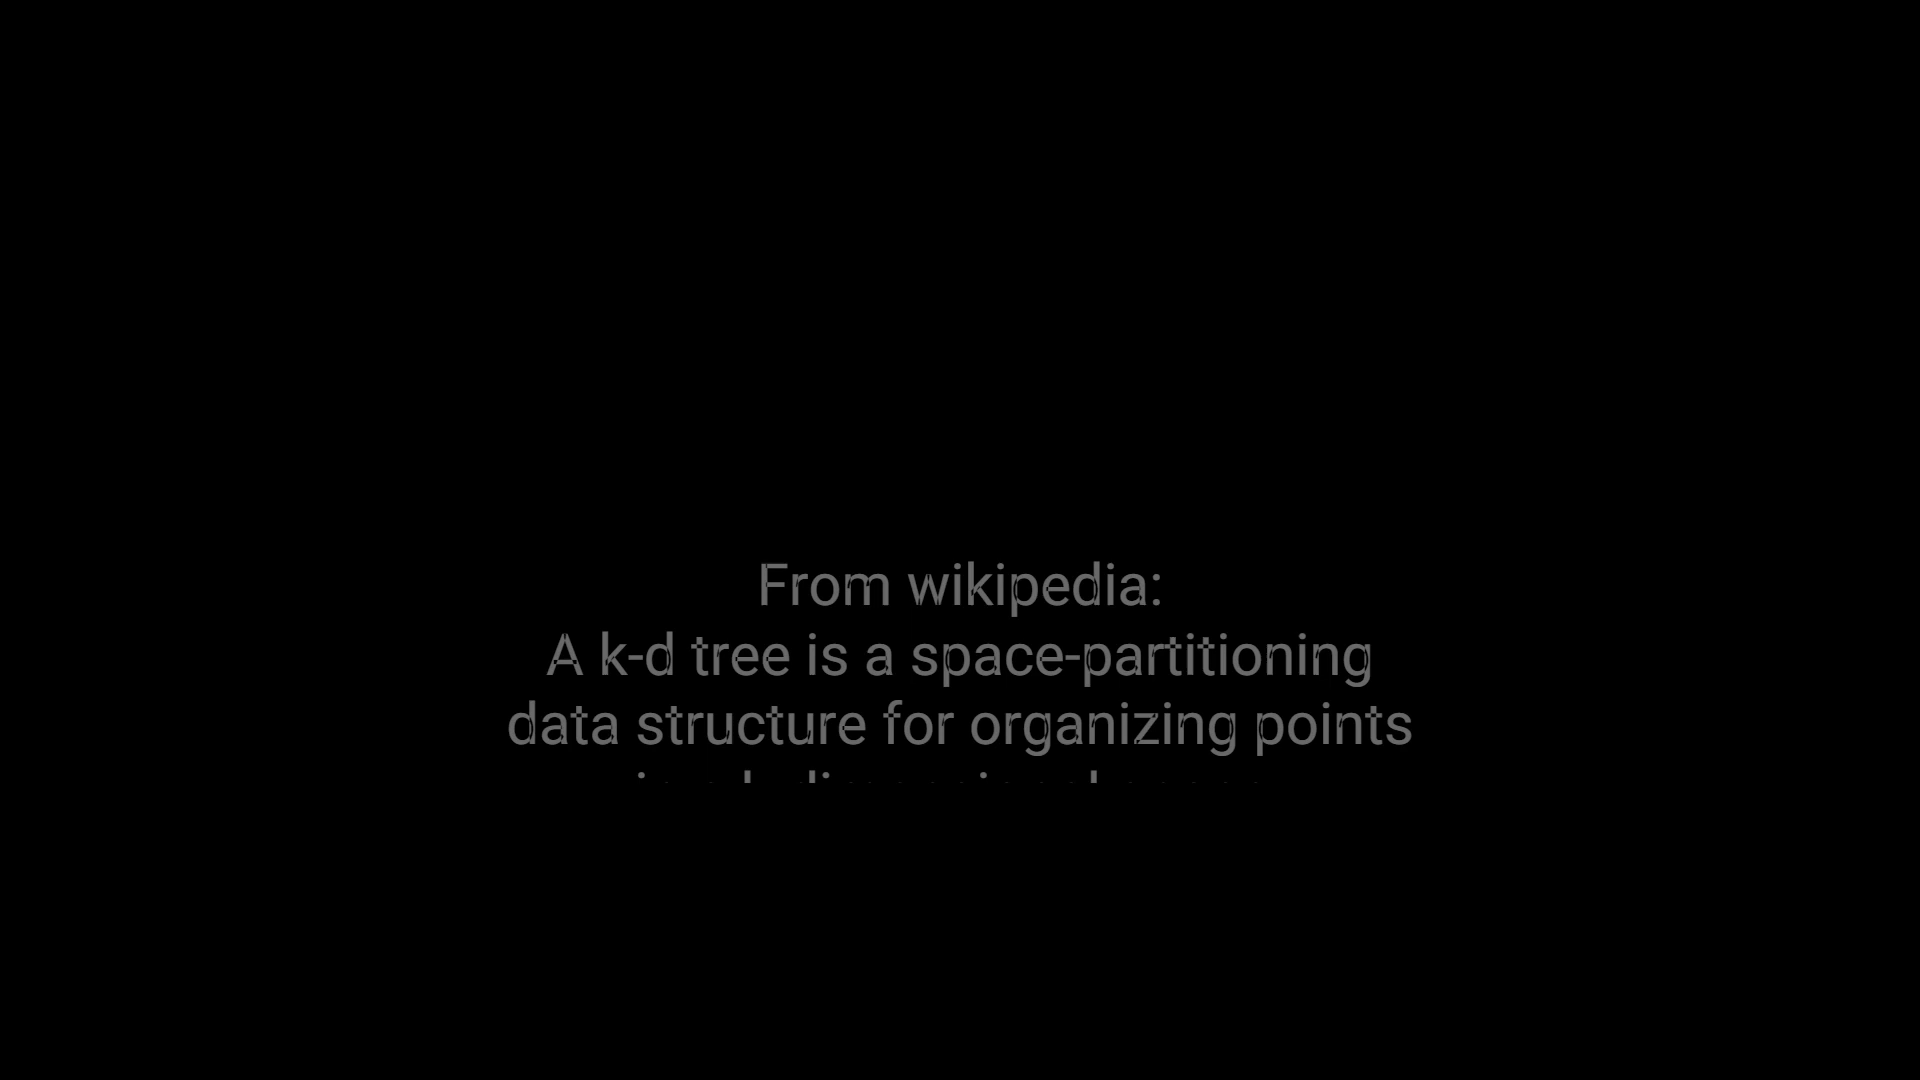 From wikipedia:
A k-d tree is a space-partitioning
data structure for organizing points